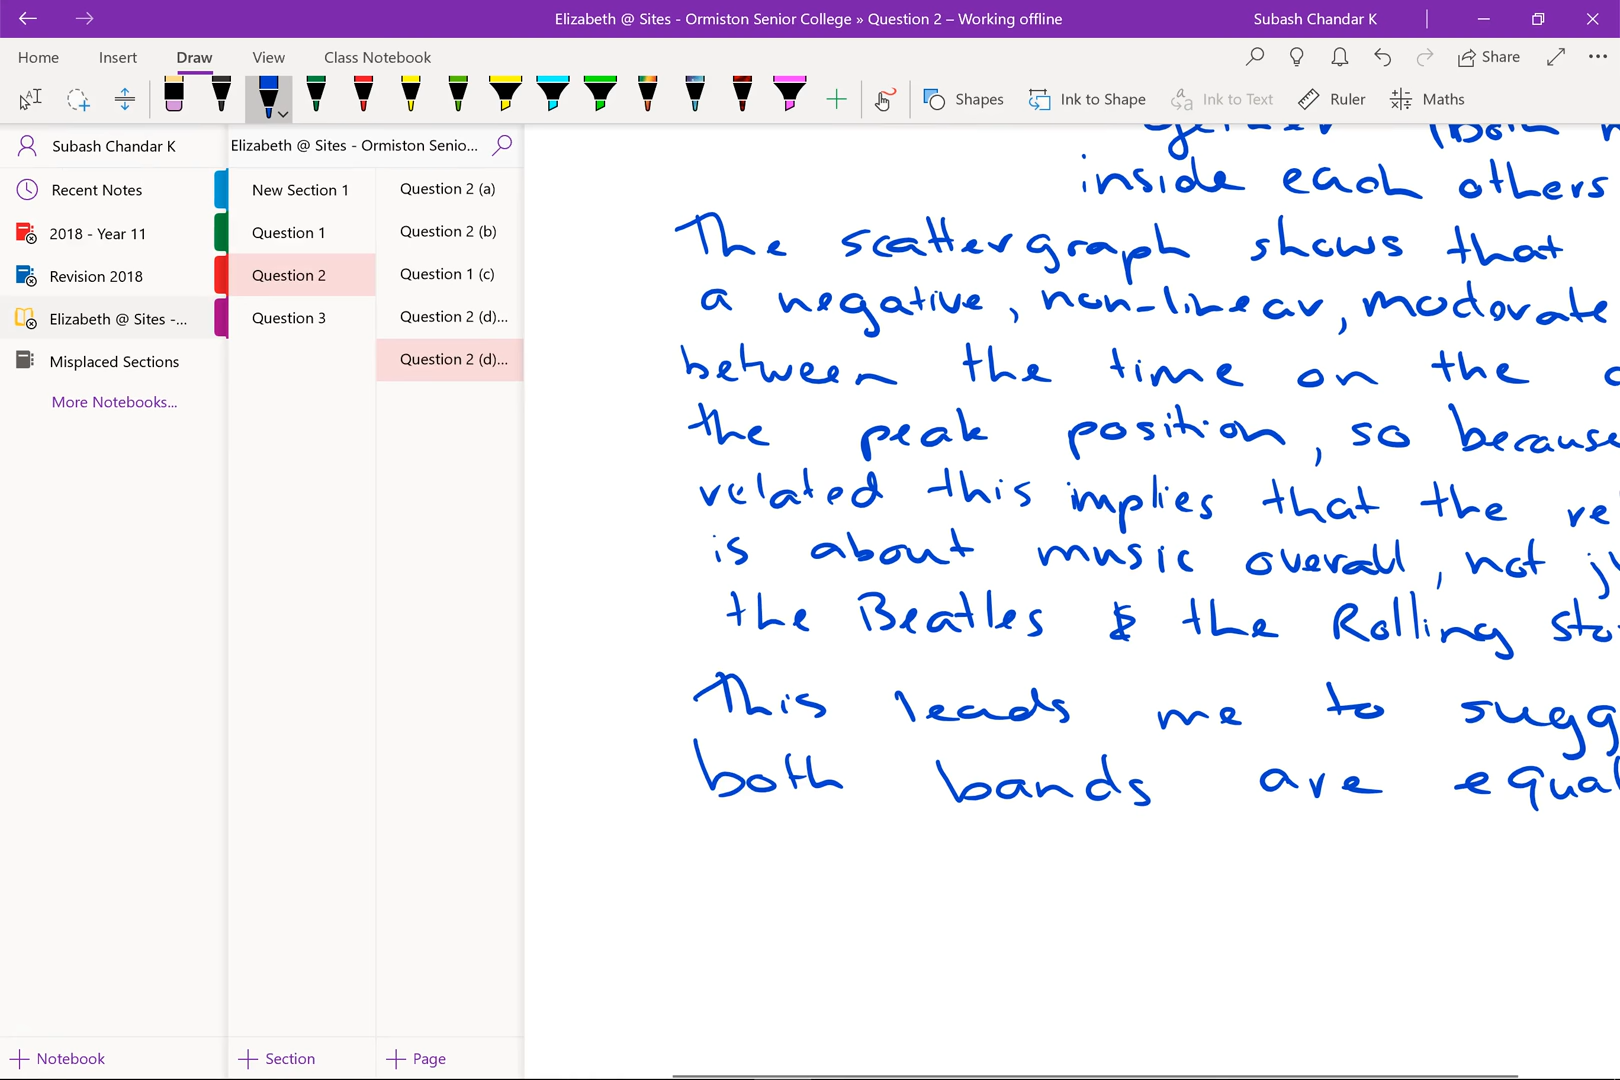 Elizabeth @ Sites - Ormiston Senior College » Question 2 – Working offline
Subash Chandar K
Home Insert Draw View Class Notebook
Share
Shapes Ink to Shape Ink to Text Ruler Maths
Subash Chandar K
Recent Notes
2018 - Year 11
Revision 2018
Elizabeth @ Sites -...
Misplaced Sections
More Notebooks...
Elizabeth @ Sites - Ormiston Senio...
New Section 1
Question 1
Question 2
Question 3
Question 2 (a)
Question 2 (b)
Question 1 (c)
Question 2 (d)...
Question 2 (d)...
inside each others
The scattergraph shows that
a negative, non-linear, moderate
between the time on the
the peak position, so because
related this implies that the re
is about music overall, not
the Beatles & the Rolling Sto
This leads me to sugg
both bands are equal
Notebook
Section
Page